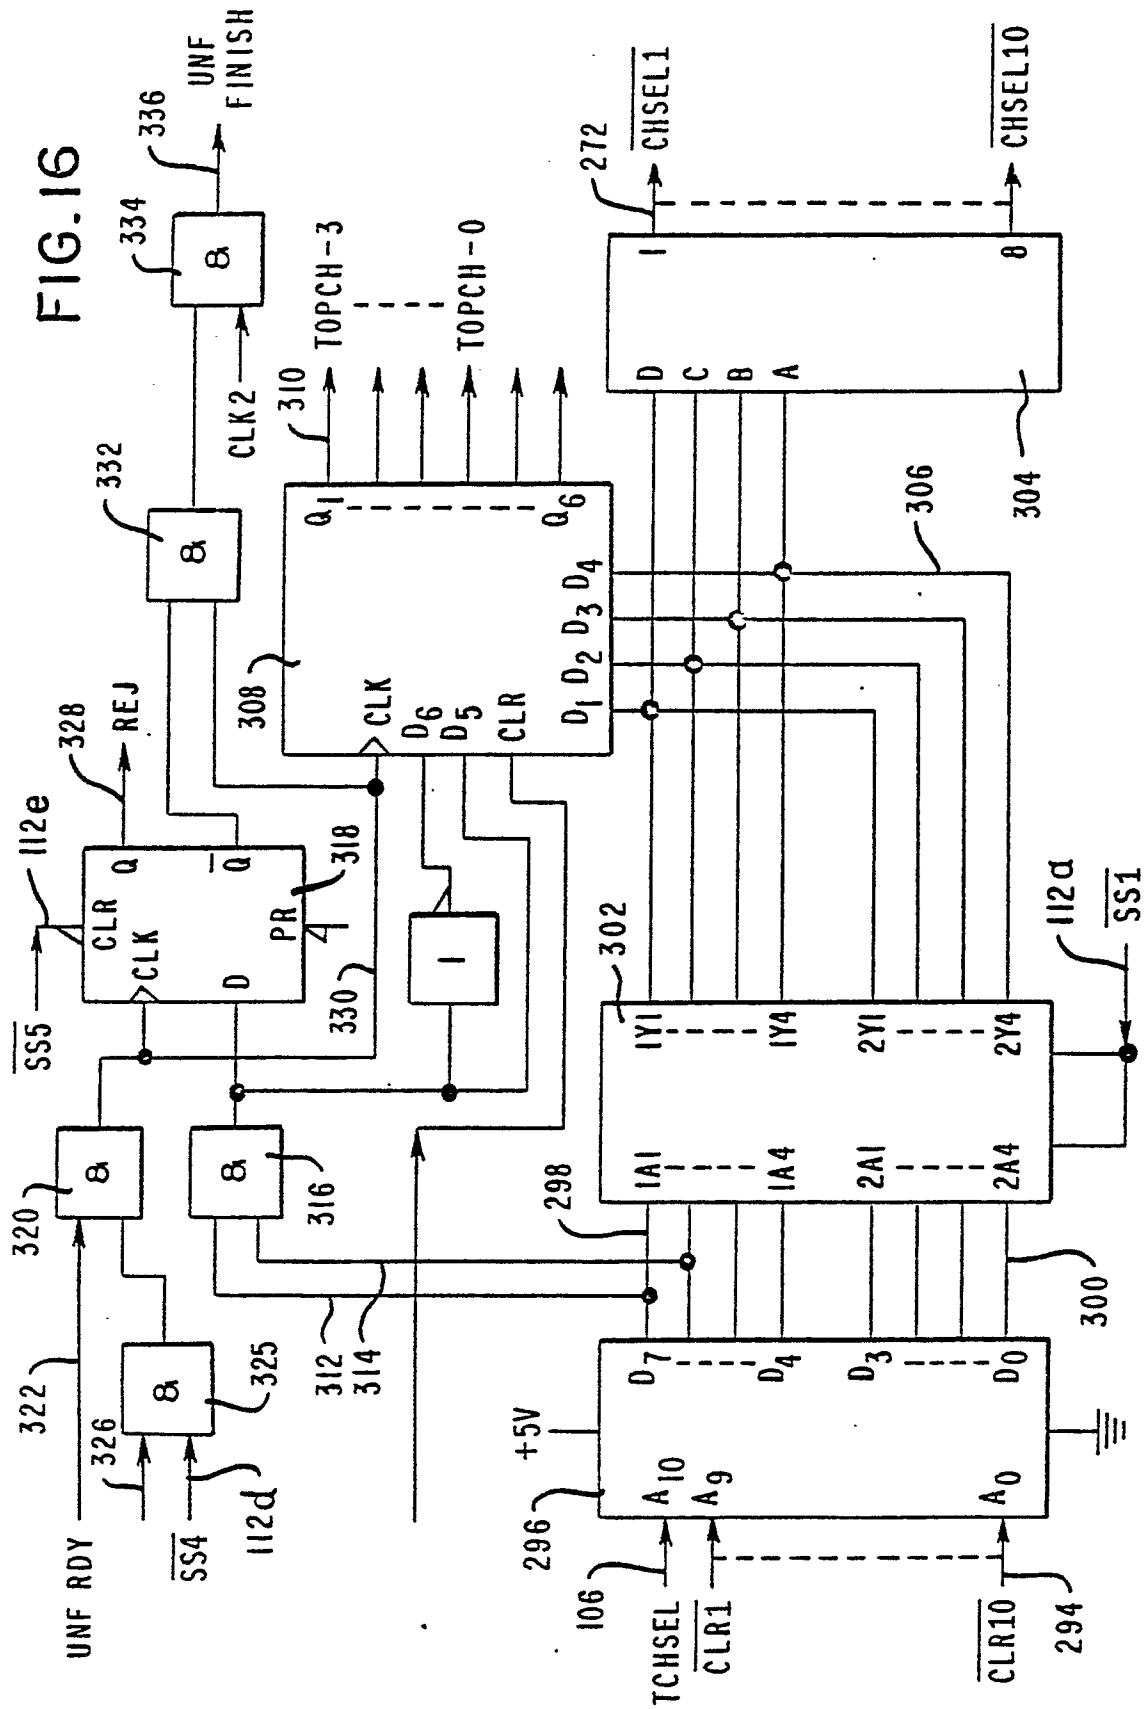 FIG.16
UNF RDY
322
326
SS4
112d
325
320
SS5
112e
CLR
CLK
D
PR
Q
Q
318
328
REJ
&
&
&
316
312
314
330
1
332
&
334
&
CLK2
336
UNF
FINISH
308
CLK
D6
D5
CLR
D1
D2
D3
D4
Q1
Q6
310
TOPCH-3
TOPCH-0
TCHSEL
106
CLR1
CLR10
294
296
+5V
A10
A9
A0
D7
D4
D3
D0
298
300
302
1A1
1A4
2A1
2A4
1Y1
1Y4
2Y1
2Y4
112a
SS1
306
304
D
C
B
A
1
8
272
CHSEL1
CHSEL10